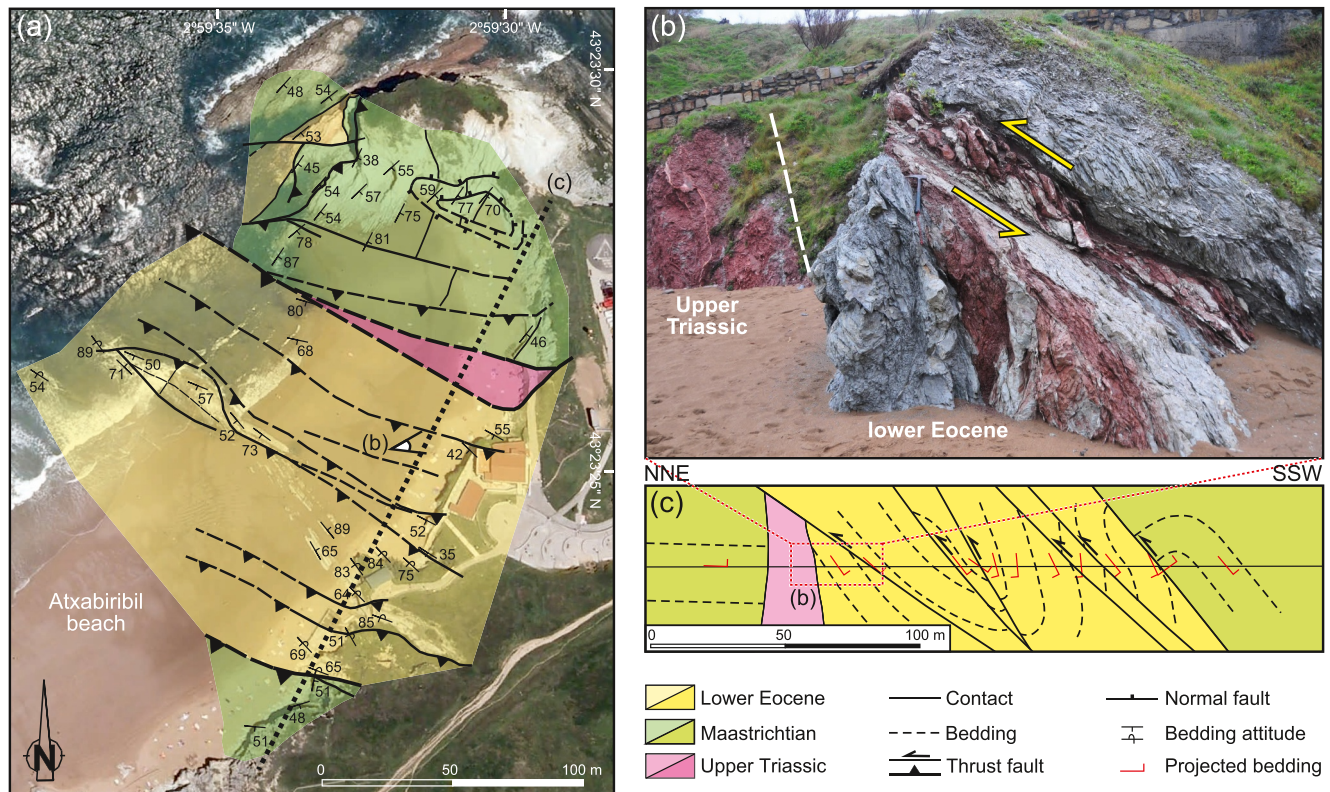 (a)
2°59'35" W
2°59'30" W
43°23'30" N
48
54
53
45
38
55
(c)
54
57
59
77
70
75
54
78
81
87
80
46
89
50
71
68
54
57
52
73
(b)
55
42
43°23'25" N
52
89
65
35
84
83
75
64
85
51
69
65
51
48
51
Atxabiribil
beach
N
0 50 100 m
(b)
Upper
Triassic
lower Eocene
NNE
SSW
(c)
(b)
0 50 100 m
Lower Eocene
Contact
Normal fault
Maastrichtian
Bedding
Bedding attitude
Upper Triassic
Thrust fault
Projected bedding